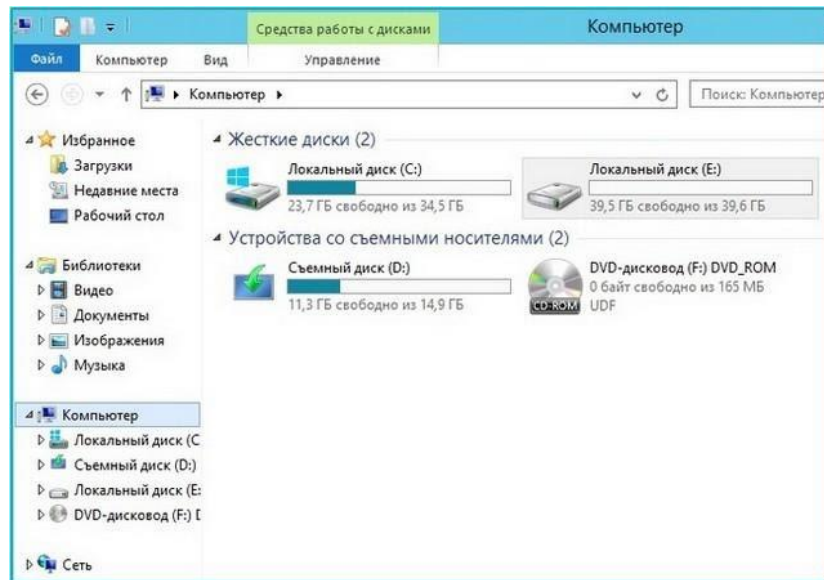 Средства работы с дисками
Компьютер
Файл
Компьютер
Вид
Управление
Компьютер
Поиск: Компьютер
Избранное
Загрузки
Недавние места
Рабочий стол
Библиотеки
Видео
Документы
Изображения
Музыка
Компьютер
Локальный диск (C
Съемный диск (D:)
Локальный диск (E:
DVD-дисковод (F:) D
Сеть
Жесткие диски (2)
Локальный диск (C:)
23,7 ГБ свободно из 34,5 ГБ
Локальный диск (E:)
39,5 ГБ свободно из 39,6 ГБ
Устройства со съемными носителями (2)
Съемный диск (D:)
11,3 ГБ свободно из 14,9 ГБ
CD-ROM
DVD-дисковод (F:) DVD_ROM
0 байт свободно из 165 МБ
UDF